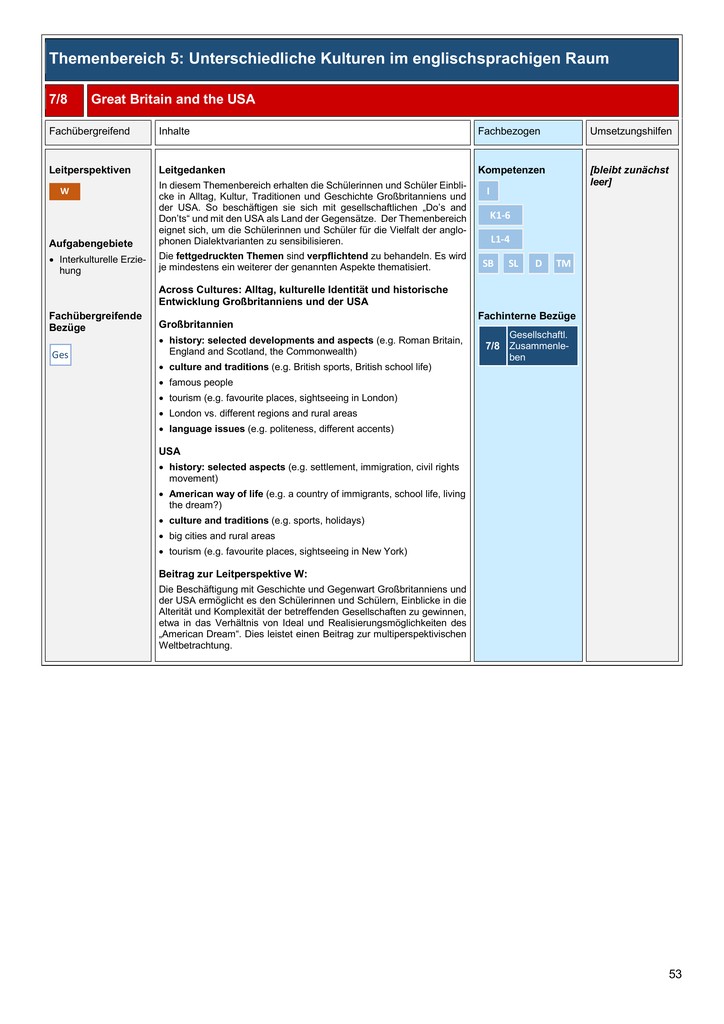 Themenbereich 5: Unterschiedliche Kulturen im englischsprachigen Raum
7/8
Great Britain and the USA
Fachübergreifend
Inhalte
Fachbezogen
Umsetzungshilfen
Leitperspektiven
W
Aufgabengebiete
• Interkulturelle Erzie-
hung
Fachübergreifende
Bezüge
Ges
Leitgedanken
In diesem Themenbereich erhalten die Schülerinnen und Schüler Einbli-
cke in Alltag, Kultur, Traditionen und Geschichte Großbritanniens und
der USA. So beschäftigen sie sich mit gesellschaftlichen „Do's and
Don'ts“ und mit den USA als Land der Gegensätze. Der Themenbereich
eignet sich, um die Schülerinnen und Schüler für die Vielfalt der anglo-
phonen Dialektvarianten zu sensibilisieren.
Die fettgedruckten Themen sind verpflichtend zu behandeln. Es wird
je mindestens ein weiterer der genannten Aspekte thematisiert.
Across Cultures: Alltag, kulturelle Identität und historische
Entwicklung Großbritanniens und der USA
Großbritannien
• history: selected developments and aspects (e.g. Roman Britain,
England and Scotland, the Commonwealth)
• culture and traditions (e.g. British sports, British school life)
• famous people
• tourism (e.g. favourite places, sightseeing in London)
• London vs. different regions and rural areas
• language issues (e.g. politeness, different accents)
USA
• history: selected aspects (e.g. settlement, immigration, civil rights
movement)
• American way of life (e.g. a country of immigrants, school life, living
the dream?)
• culture and traditions (e.g. sports, holidays)
• big cities and rural areas
• tourism (e.g. favourite places, sightseeing in New York)
Beitrag zur Leitperspektive W:
Die Beschäftigung mit Geschichte und Gegenwart Großbritanniens und
der USA ermöglicht es den Schülerinnen und Schülern, Einblicke in die
Alterität und Komplexität der betreffenden Gesellschaften zu gewinnen,
etwa in das Verhältnis von Ideal und Realisierungsmöglichkeiten des
„American Dream“. Dies leistet einen Beitrag zur multiperspektivischen
Weltbetrachtung.
Kompetenzen
I
K1-6
L1-4
SB SL D TM
Fachinterne Bezüge
7/8
Gesellschaftl.
Zusammenle-
ben
[bleibt zunächst
leer]
53